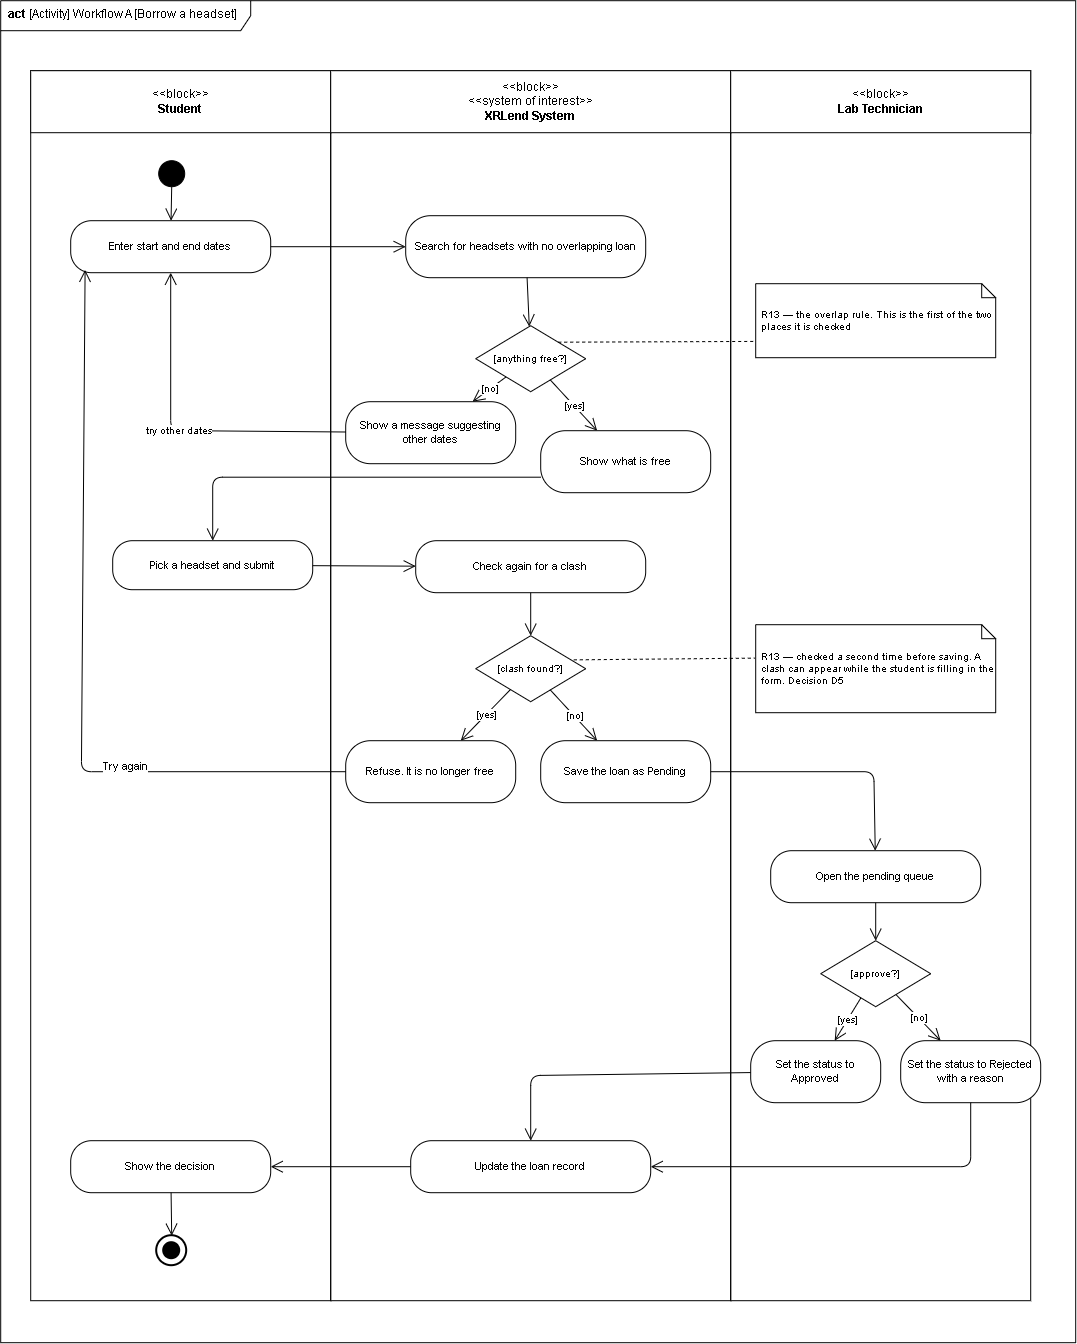 act [Activity] Workflow A [Borrow a headset]
<<block>>
Student
<<block>>
<<system of interest>>
XRLend System
<<block>>
Lab Technician
Enter start and end dates
Search for headsets with no overlapping loan
R13 — the overlap rule. This is the first of the two
places it is checked
[anything free?]
[no]
[yes]
Show a message suggesting
other dates
try other dates
Show what is free
Pick a headset and submit
Check again for a clash
R13 — checked a second time before saving. A
clash can appear while the student is filling in the
form. Decision D5
[clash found?]
[yes]
[no]
Try again
Refuse. It is no longer free
Save the loan as Pending
Open the pending queue
[approve?]
[yes]
[no]
Set the status to
Approved
Set the status to Rejected
with a reason
Show the decision
Update the loan record